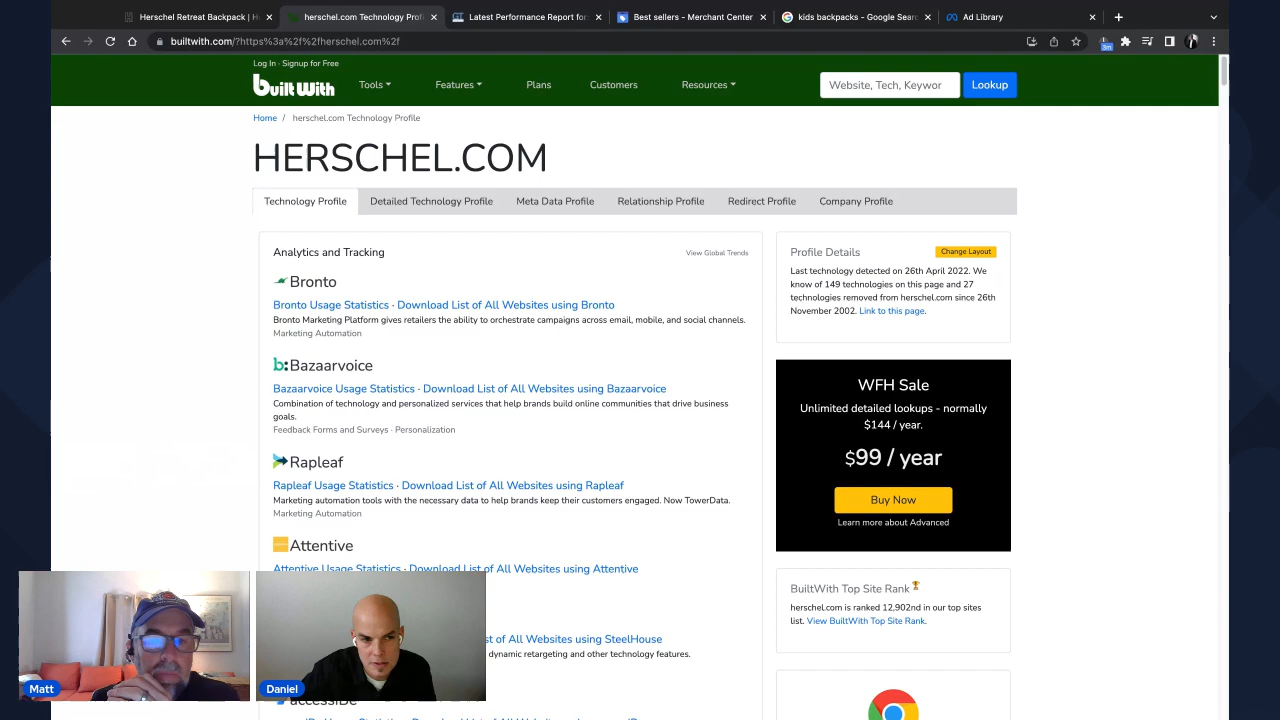 Herschel Retreat Backpack | H
herschel.com Technology Profi
Latest Performance Report for:
Best sellers - Merchant Center
kids backpacks - Google Searc
Ad Library
builtwith.com/?https%3a%2f%2fherschel.com%2f
3m
Log In · Signup for Free
built with
Tools
Features
Plans
Customers
Resources
Website, Tech, Keywor
Lookup
Home / herschel.com Technology Profile
HERSCHEL.COM
Technology Profile
Detailed Technology Profile
Meta Data Profile
Relationship Profile
Redirect Profile
Company Profile
Analytics and Tracking
View Global Trends
Bronto
Bronto Usage Statistics · Download List of All Websites using Bronto
Bronto Marketing Platform gives retailers the ability to orchestrate campaigns across email, mobile, and social channels.
Marketing Automation
b:Bazaarvoice
Bazaarvoice Usage Statistics · Download List of All Websites using Bazaarvoice
Combination of technology and personalized services that help brands build online communities that drive business
goals.
Feedback Forms and Surveys · Personalization
Rapleaf
Rapleaf Usage Statistics · Download List of All Websites using Rapleaf
Marketing automation tools with the necessary data to help brands keep their customers engaged. Now TowerData.
Marketing Automation
Attentive
Attentive Usage Statistics · Download List of All Websites using Attentive
st of All Websites using SteelHouse
dynamic retargeting and other technology features.
accessiBe
Profile Details
Change Layout
Last technology detected on 26th April 2022. We
know of 149 technologies on this page and 27
technologies removed from herschel.com since 26th
November 2002. Link to this page.
WFH Sale
Unlimited detailed lookups - normally
$144 / year.
$99 / year
Buy Now
Learn more about Advanced
BuiltWith Top Site Rank
herschel.com is ranked 12,902nd in our top sites
list. View BuiltWith Top Site Rank.
Matt
Daniel